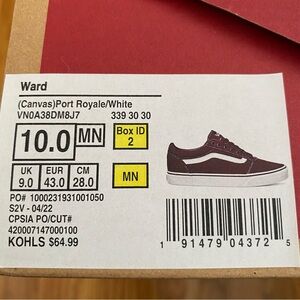 Ward
(Canvas)Port Royale/White
VN0A38DM8J7 339 30 30
10.0 MN Box ID 2
UK 9.0 EUR 43.0 CM 28.0 MN
PO# 1000231931001050
S2V - 04/22
CPSIA PO/CUT#
420007147000100
KOHLS $64.99
1 91479 04372 5